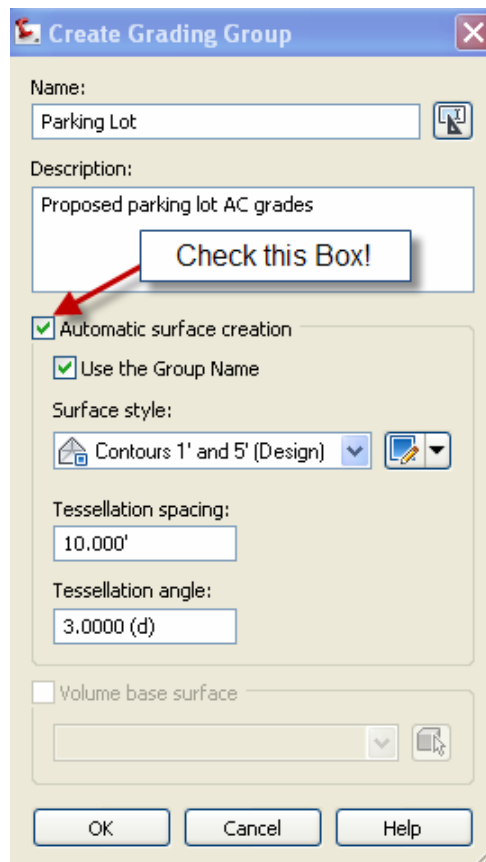 Create Grading Group
Name:
Parking Lot
Description:
Proposed parking lot AC grades
Check this Box!
Automatic surface creation
Use the Group Name
Surface style:
Contours 1' and 5' (Design)
Tessellation spacing:
10.000'
Tessellation angle:
3.0000 (d)
Volume base surface
OK Cancel Help